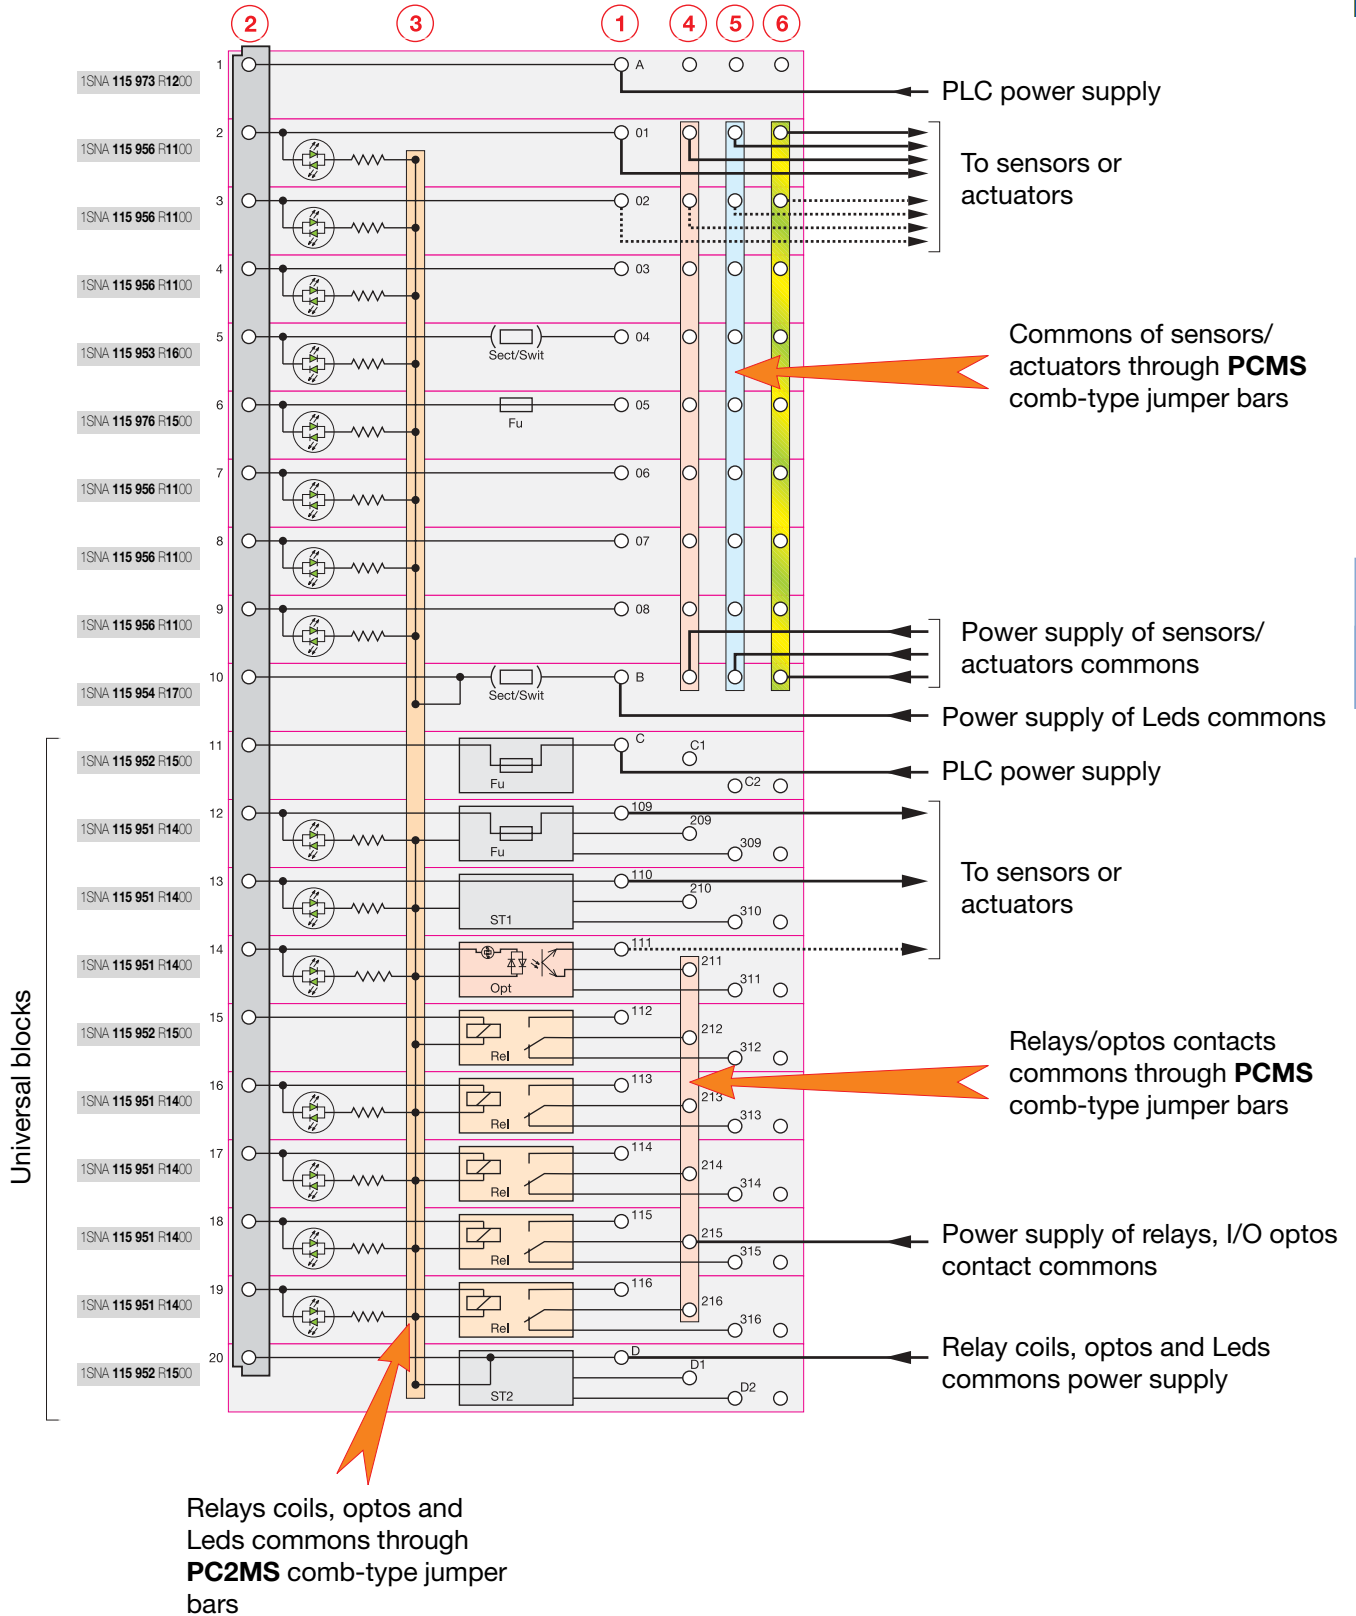 2 3 1 4 5 6
1 A
1SNA 115 973 R1200
PLC power supply
2 01
1SNA 115 956 R1100
To sensors or
actuators
3 02
1SNA 115 956 R1100
4 03
1SNA 115 956 R1100
5 04
Sect/Swit
1SNA 115 953 R1600
Commons of sensors/
actuators through PCMS
comb-type jumper bars
6 05
Fu
1SNA 115 976 R1500
7 06
1SNA 115 956 R1100
8 07
1SNA 115 956 R1100
9 08
1SNA 115 956 R1100
Power supply of sensors/
actuators commons
10 B
Sect/Swit
1SNA 115 954 R1700
Power supply of Leds commons
Universal blocks
11 C C1
1SNA 115 952 R1500
Fu C2
PLC power supply
12 109 209
1SNA 115 951 R1400
Fu 309
To sensors or
actuators
13 110 210
1SNA 115 951 R1400
ST1 310
14 111 211
1SNA 115 951 R1400
Opt 311
15 112 212
1SNA 115 952 R1500
Rel 312
Relays/optos contacts
commons through PCMS
comb-type jumper bars
16 113 213
1SNA 115 951 R1400
Rel 313
17 114 214
1SNA 115 951 R1400
Rel 314
18 115 215
1SNA 115 951 R1400
Rel 315
Power supply of relays, I/O optos
contact commons
19 116 216
1SNA 115 951 R1400
Rel 316
20 D D1
1SNA 115 952 R1500
ST2 D2
Relay coils, optos and Leds
commons power supply
Relays coils, optos and
Leds commons through
PC2MS comb-type jumper
bars